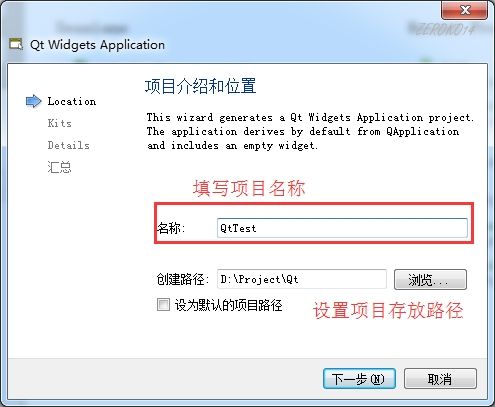 Qt Widgets Application
项目介绍和位置
Location
This wizard generates a Qt Widgets Application project.
Kits
The application derives by default from QApplication
Details
and includes an empty widget.
汇总
填写项目名称
名称: QtTest
创建路径: D:\Project\Qt 浏览...
设为默认的项目路径
设置项目存放路径
下一步(N) 取消